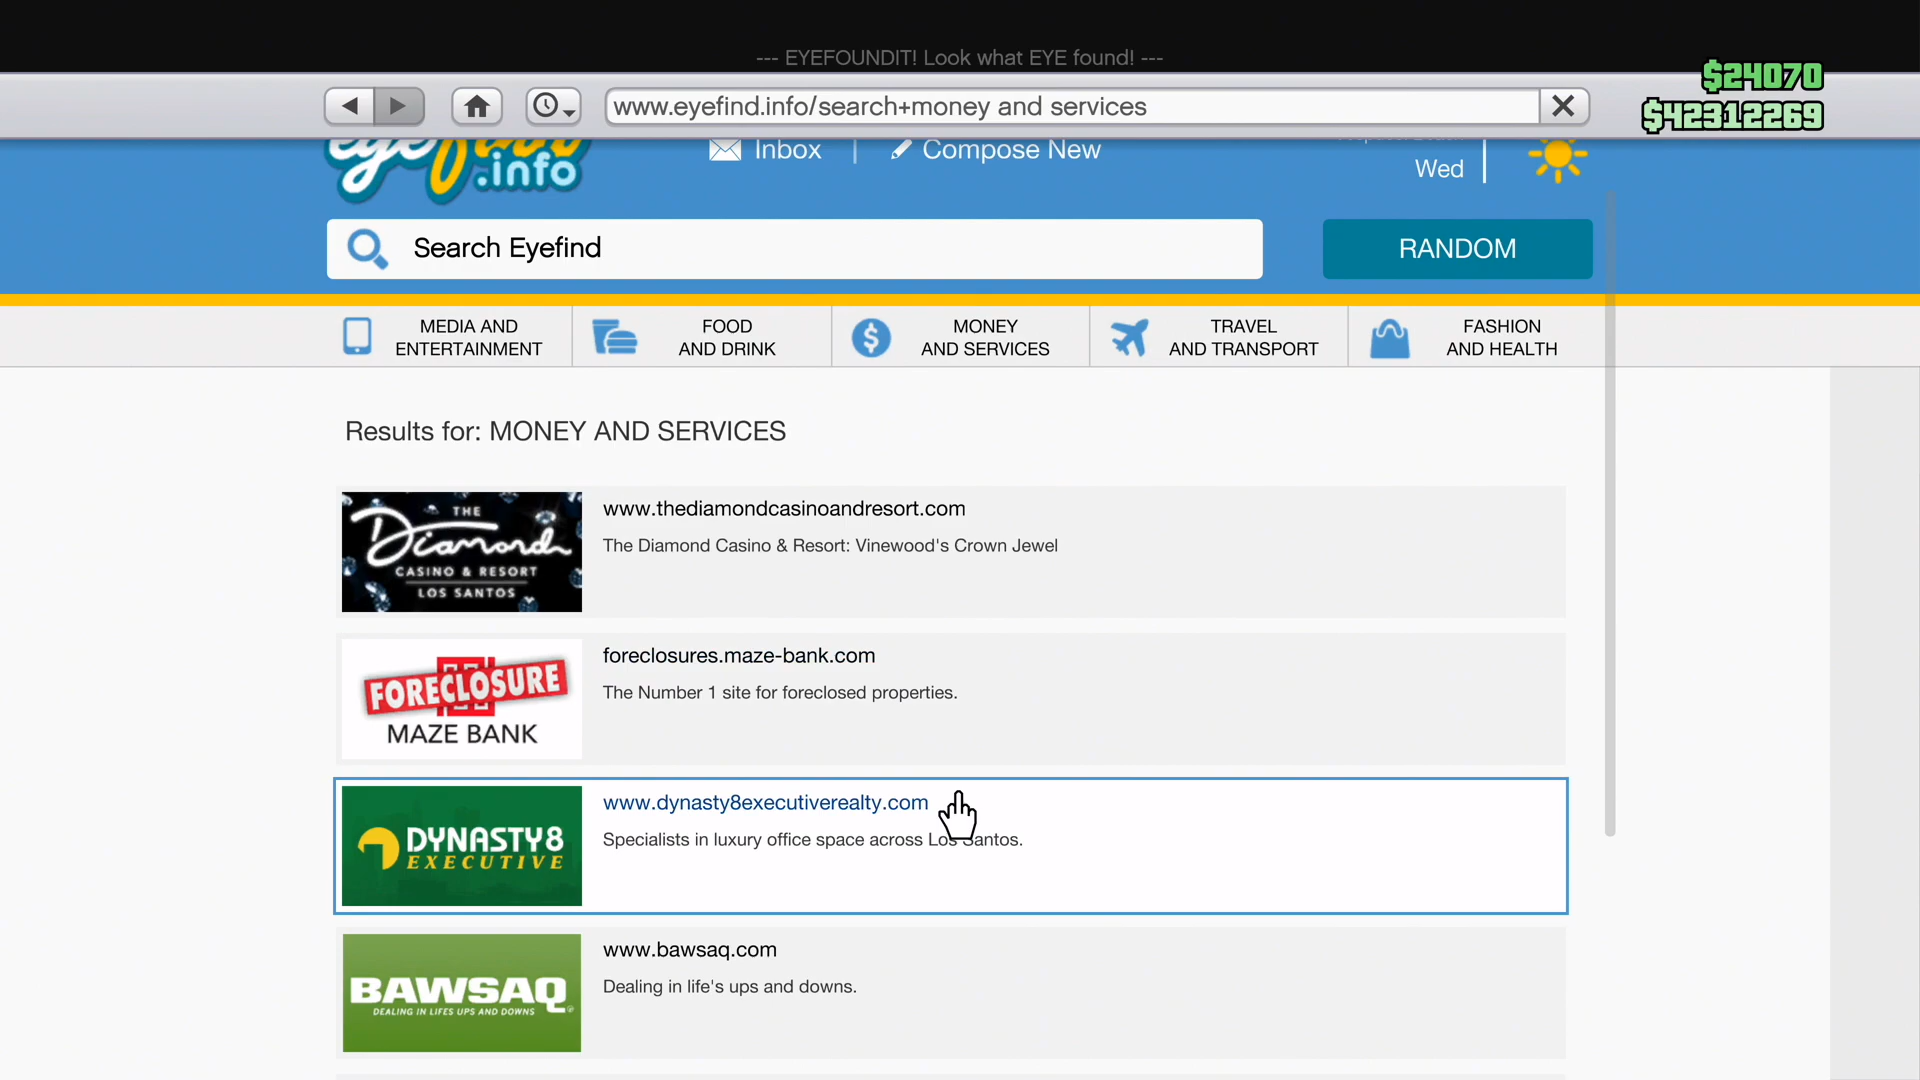 --- EYEFOUNDIT! Look what EYE found! ---
$24070
$42312269
www.eyefind.info/search+money and services
eyefind
.info
Inbox
Compose New
Wed
Search Eyefind
RANDOM
MEDIA AND
ENTERTAINMENT
FOOD
AND DRINK
MONEY
AND SERVICES
TRAVEL
AND TRANSPORT
FASHION
AND HEALTH
Results for: MONEY AND SERVICES
THE
Diamond
CASINO & RESORT
LOS SANTOS
www.thediamondcasinoandresort.com
The Diamond Casino & Resort: Vinewood's Crown Jewel
FORECLOSURE
MAZE BANK
foreclosures.maze-bank.com
The Number 1 site for foreclosed properties.
DYNASTY8
EXECUTIVE
www.dynasty8executiverealty.com
Specialists in luxury office space across Los Santos.
BAWSAQ
DEALING IN LIFES UPS AND DOWNS
www.bawsaq.com
Dealing in life's ups and downs.